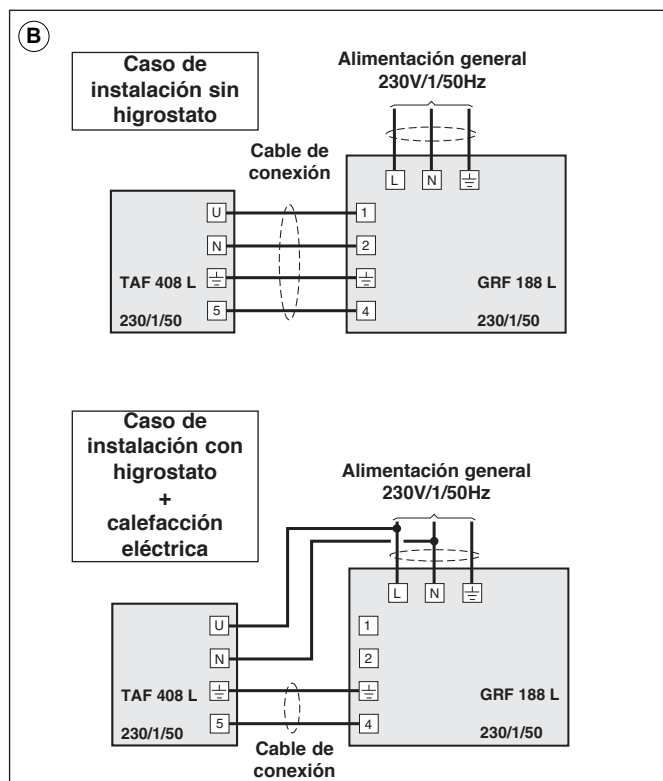 B
Caso de
instalación sin
higrostato
Alimentación general
230V/1/50Hz
Cable de
conexión
L N
U
N
5
TAF 408 L
230/1/50
1
2
4
GRF 188 L
230/1/50
Caso de
instalación con
higrostato
+
calefacción
eléctrica
Alimentación general
230V/1/50Hz
L N
U
N
5
TAF 408 L
230/1/50
1
2
4
GRF 188 L
230/1/50
Cable de
conexión